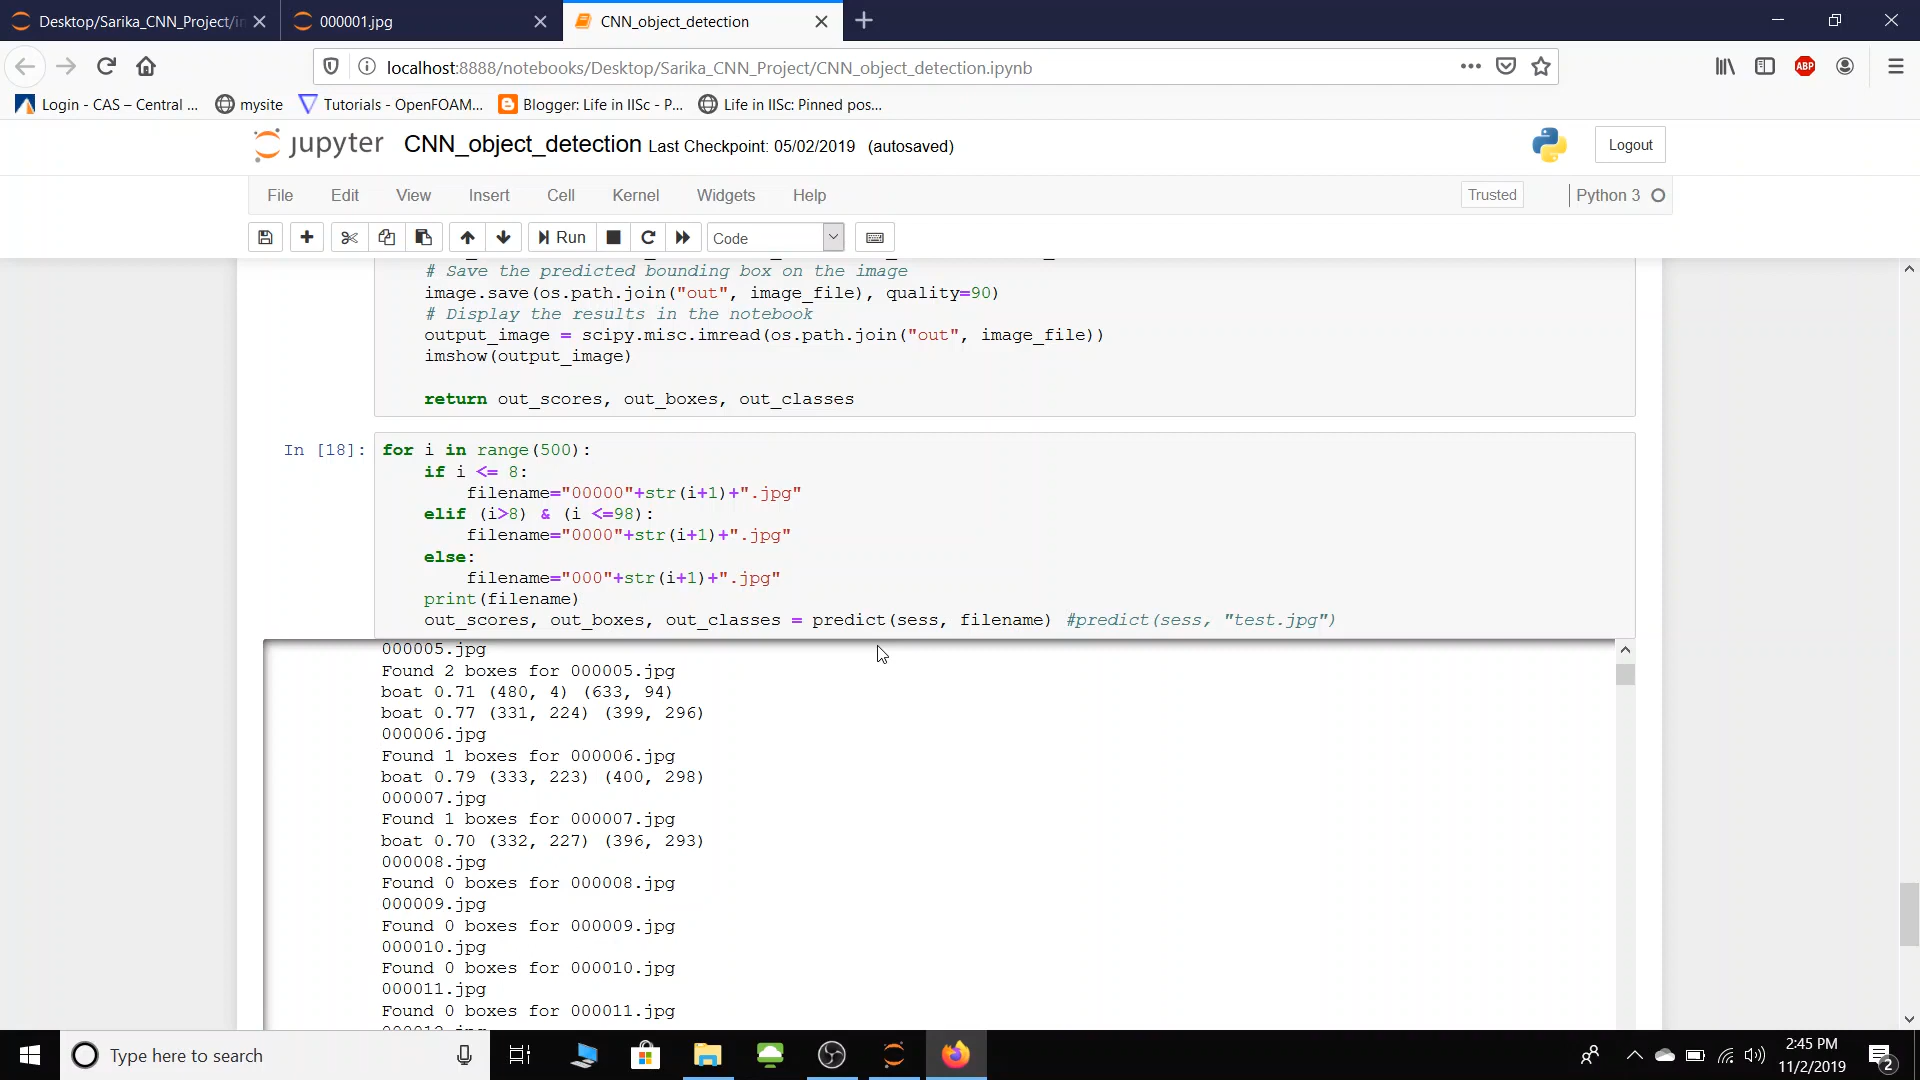 Desktop/Sarika_CNN_Project/in
000001.jpg
CNN_object_detection
localhost:8888/notebooks/Desktop/Sarika_CNN_Project/CNN_object_detection.ipynb
ABP
Login - CAS – Central ...
mysite
Tutorials - OpenFOAM...
Blogger: Life in IISc - P...
Life in IISc: Pinned pos...
jupyter CNN_object_detection Last Checkpoint: 05/02/2019 (autosaved)
Logout
File Edit View Insert Cell Kernel Widgets Help
Trusted
Python 3
Run
Code
# Save the predicted bounding box on the image
image.save(os.path.join("out", image_file), quality=90)
# Display the results in the notebook
output_image = scipy.misc.imread(os.path.join("out", image_file))
imshow(output_image)
return out_scores, out_boxes, out_classes
In [18]: for i in range(500):
if i <= 8:
filename="00000"+str(i+1)+".jpg"
elif (i>8) & (i <=98):
filename="0000"+str(i+1)+".jpg"
else:
filename="000"+str(i+1)+".jpg"
print(filename)
out_scores, out_boxes, out_classes = predict(sess, filename) #predict(sess, "test.jpg")
000005.jpg
Found 2 boxes for 000005.jpg
boat 0.71 (480, 4) (633, 94)
boat 0.77 (331, 224) (399, 296)
000006.jpg
Found 1 boxes for 000006.jpg
boat 0.79 (333, 223) (400, 298)
000007.jpg
Found 1 boxes for 000007.jpg
boat 0.70 (332, 227) (396, 293)
000008.jpg
Found 0 boxes for 000008.jpg
000009.jpg
Found 0 boxes for 000009.jpg
000010.jpg
Found 0 boxes for 000010.jpg
000011.jpg
Found 0 boxes for 000011.jpg
Type here to search
2:45 PM
11/2/2019
2